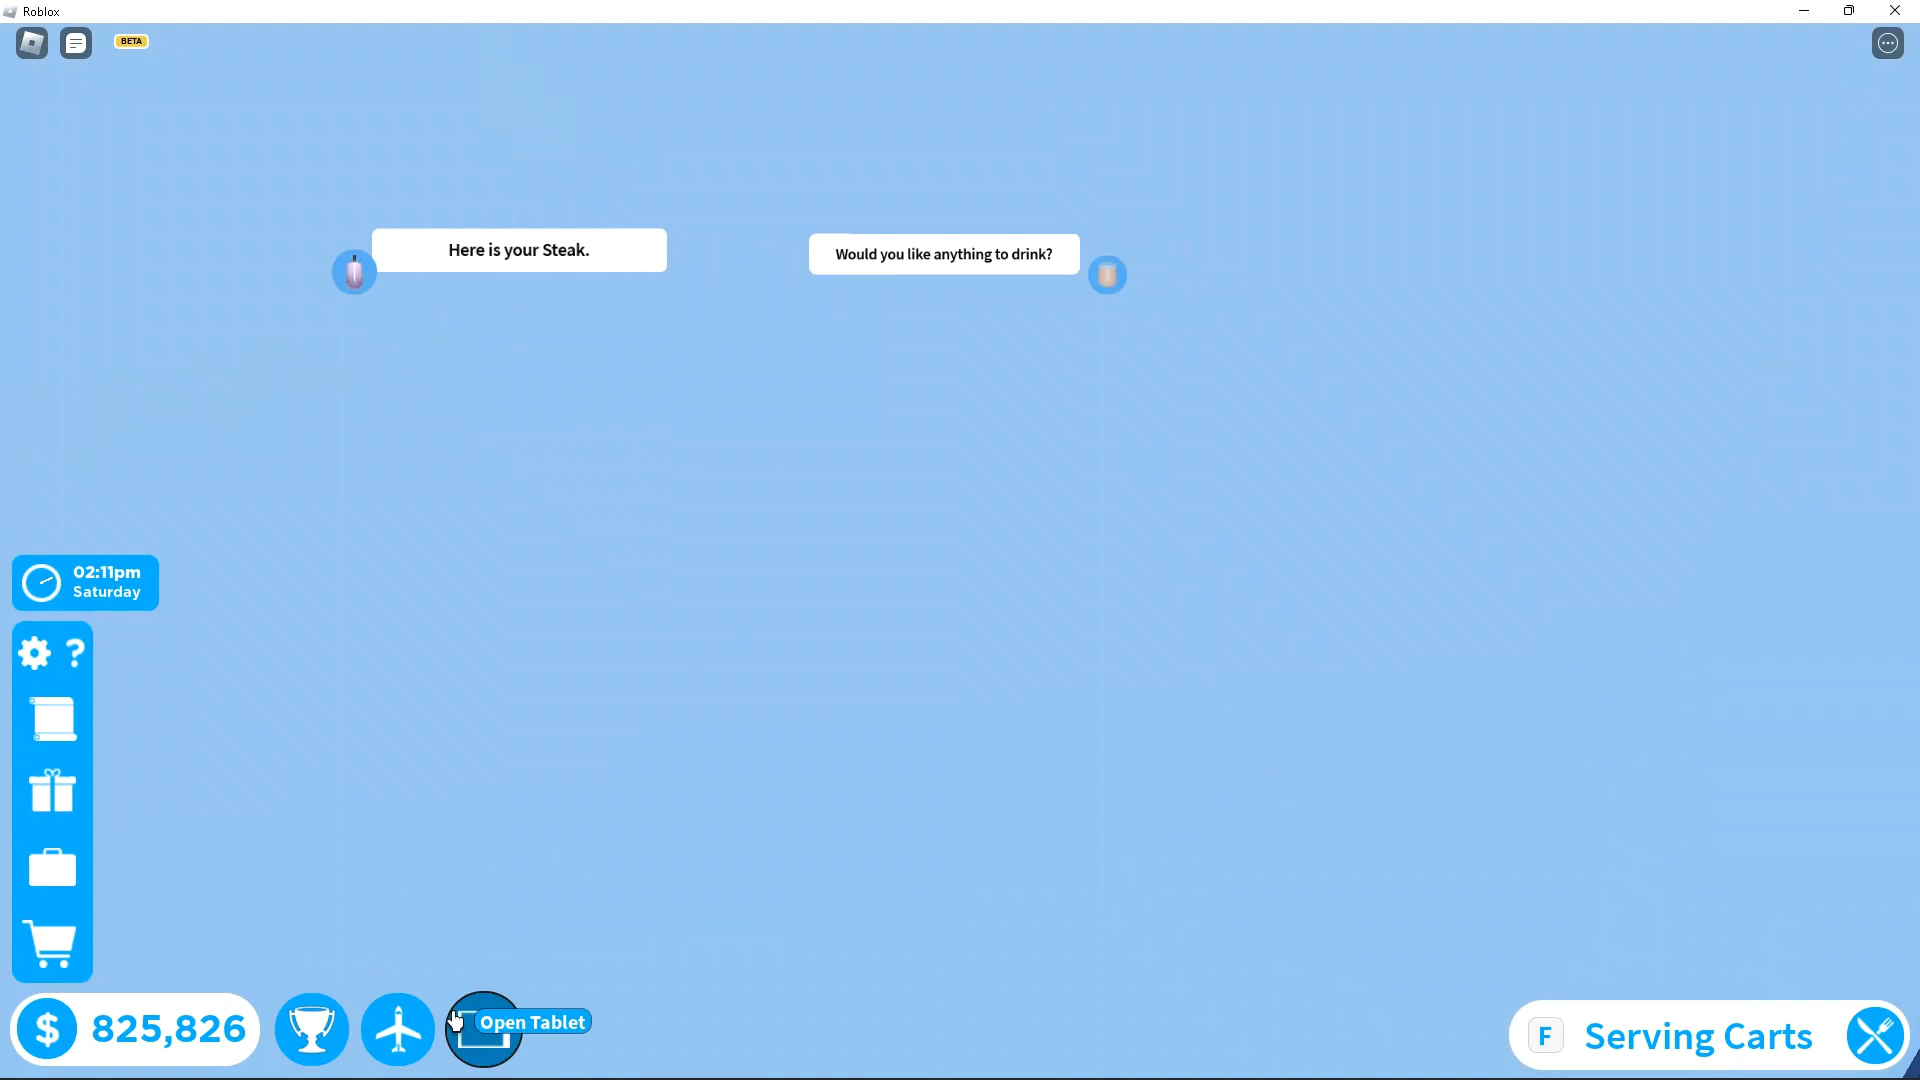 Roblox
BETA
Here is your Steak.
Would you like anything to drink?
02:11pm
Saturday
?
$ 825,826
Open Tablet
F Serving Carts